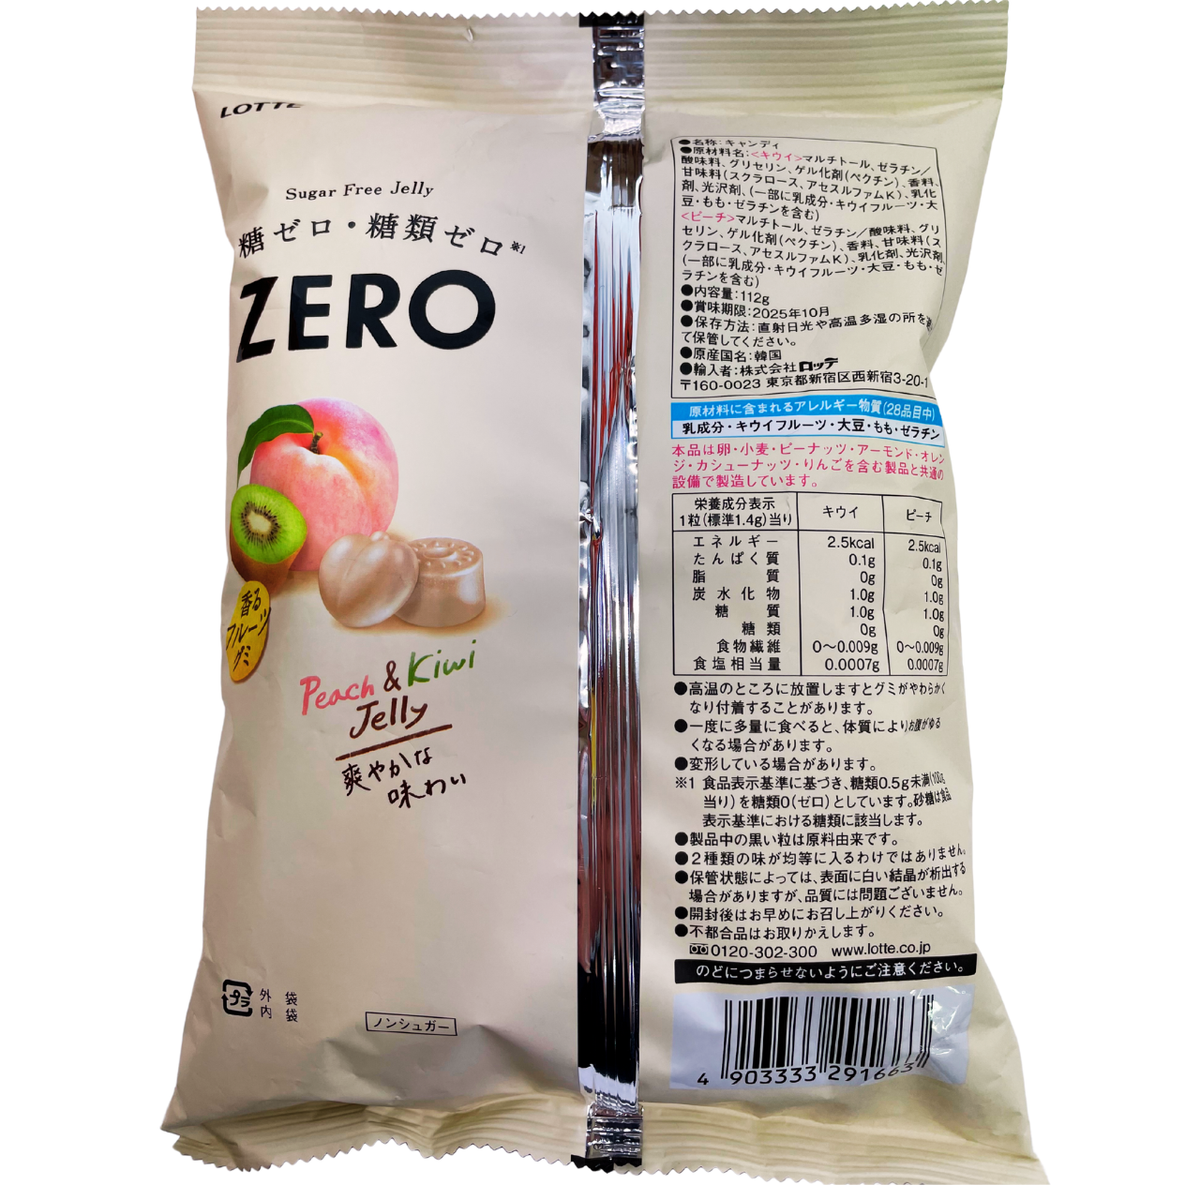 LOTTE
Sugar Free Jelly
糖ゼロ・糖類ゼロ※1
ZERO
香る
フルーツ
グミ
Peach & Kiwi
Jelly
爽やかな
味わい
プラ
外 袋
内 袋
ノンシュガー
●名称:キャンディ
●原材料名:<キウイ>マルチトール、ゼラチン/
酸味料、グリセリン、ゲル化剤(ペクチン)、香料、
甘味料(スクラロース、アセスルファムK)、乳化
剤、光沢剤、(一部に乳成分・キウイフルーツ・大
豆・もも・ゼラチンを含む)
<ピーチ>マルチトール、ゼラチン/酸味料、グリ
セリン、ゲル化剤(ペクチン)、香料、甘味料(ス
クラロース、アセスルファムK)、乳化剤、光沢剤、
(一部に乳成分・キウイフルーツ・大豆・もも・ゼ
ラチンを含む)
●内容量:112g
●賞味期限:2025年10月
●保存方法:直射日光や高温多湿の所を
て保管してください。
●原産国名:韓国
●輸入者:株式会社ロッテ
〒160-0023 東京都新宿区西新宿3-20-1
原材料に含まれるアレルギー物質(28品目中)
乳成分・キウイフルーツ・大豆・もも・ゼラチン
本品は卵・小麦・ピーナッツ・アーモンド・オレン
ジ・カシューナッツ・りんごを含む製品と共通の
設備で製造しています。
栄養成分表示
1粒(標準1.4g)当り キウイ ピーチ
エネルギー 2.5kcal 2.5kcal
たんぱく質 0.1g 0.1g
脂質 0g 0g
炭水化物 1.0g 1.0g
糖質 1.0g 1.0g
糖類 0g 0g
食物繊維 0〜0.009g 0〜0.009g
食塩相当量 0.0007g 0.0007g
●高温のところに放置しますとグミがやわらかく
なり付着することがあります。
●一度に多量に食べると、体質によりお腹がゆる
くなる場合があります。
●変形している場合があります。
※1 食品表示基準に基づき、糖類0.5g未満(100g
当り)を糖類0(ゼロ)としています。砂糖は食品
表示基準における糖類に該当します。
●製品中の黒い粒は原料由来です。
●2種類の味が均等に入るわけではありません。
●保管状態によっては、表面に白い結晶が析出する
場合がありますが、品質には問題ございません。
●開封後はお早めにお召し上がりください。
●不都合品はお取りかえします。
0120-302-300 www.lotte.co.jp
のどにつまらせないようにご注意ください。
4 903333 291663